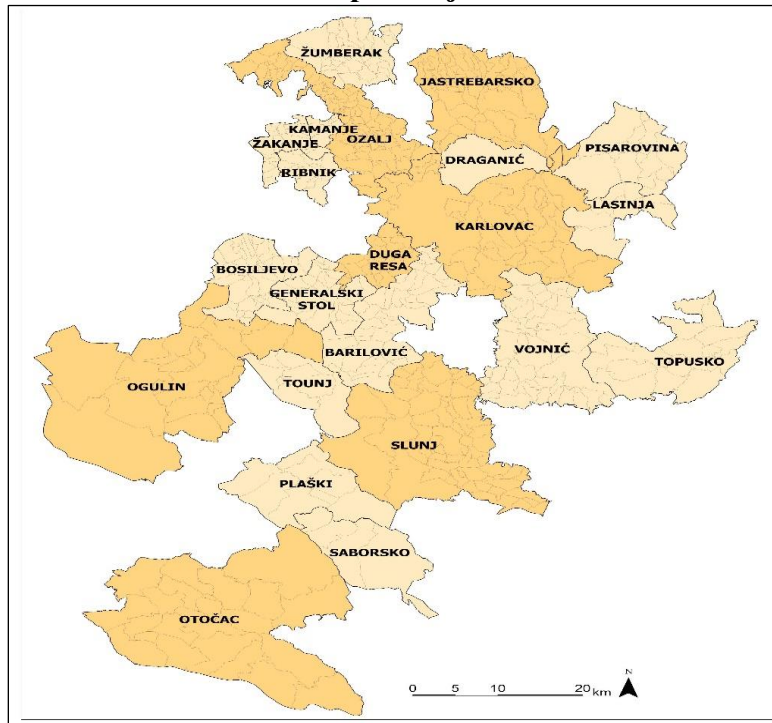 ŽUMBERAK
JASTREBARSKO
KAMANJE
OZALJ
ŽAKANJE
DRAGANIĆ
PISAROVINA
RIBNIK
LASINJA
KARLOVAC
DUGA
RESA
BOSILJEVO
GENERALSKI
STOL
BARILOVIĆ
VOJNIĆ
TOPUSKO
OGULIN
TOUNJ
SLUNJ
PLAŠKI
SABORSKO
OTOČAC
N
0 5 10 20
km